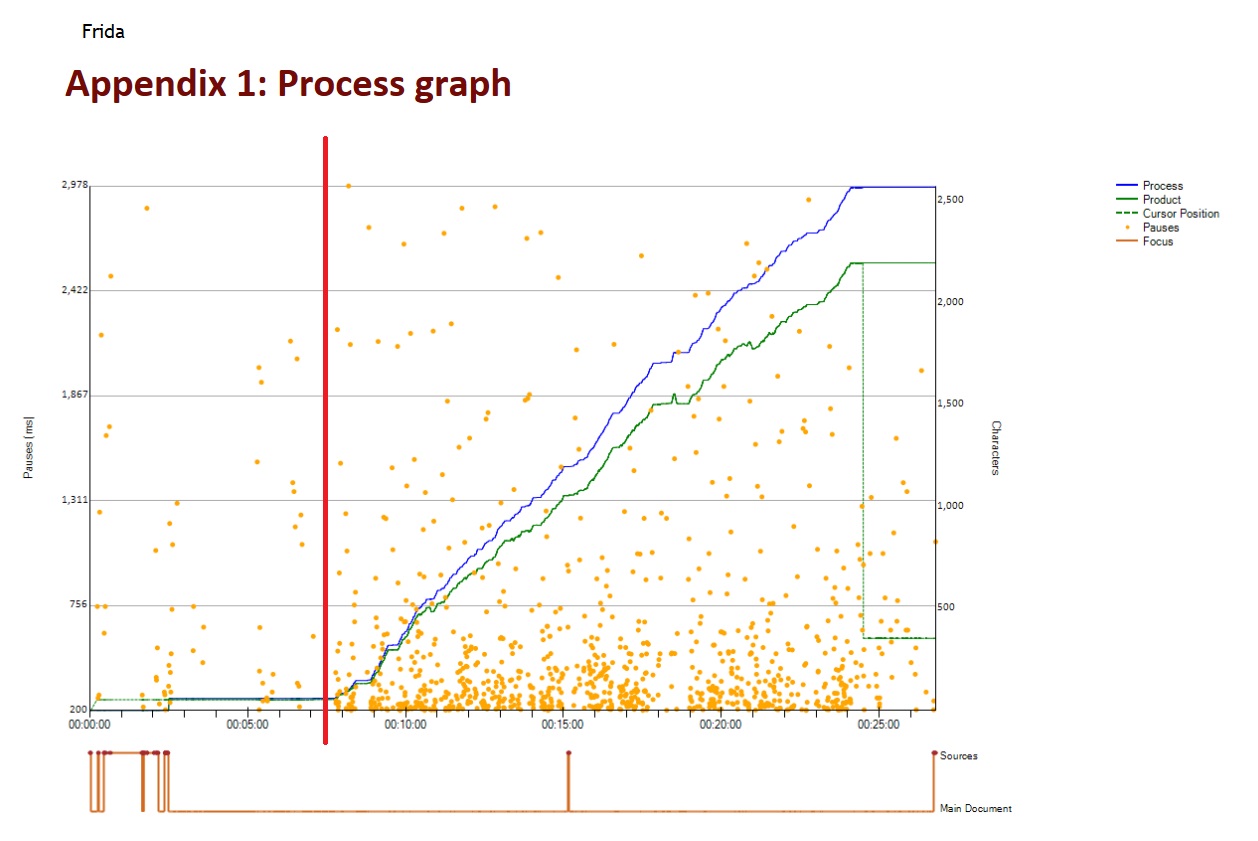 Frida
Appendix 1: Process graph
2,978
2,422
1,867
1,311
756
200
Pauses (ms)
2,500
2,000
1,500
1,000
500
Characters
00:00:00
00:05:00
00:10:00
00:15:00
00:20:00
00:25:00
Process
Product
Cursor Position
Pauses
Focus
Sources
Main Document